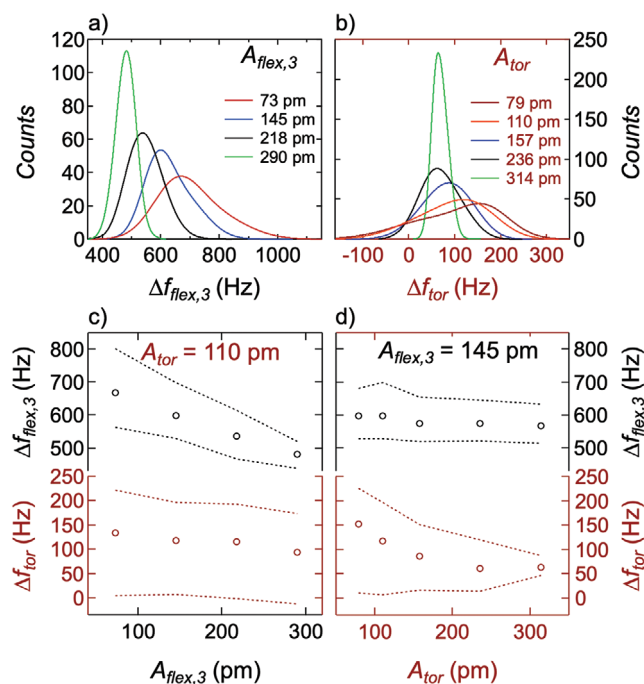 a)
b)
120
100
80
60
40
20
0
Counts
A_flex,3
73 pm
145 pm
218 pm
290 pm
400 600 800 1000
Δf_flex,3 (Hz)
A_tor
79 pm
110 pm
157 pm
236 pm
314 pm
250
200
150
100
50
0
Counts
-100 0 100 200 300
Δf_tor (Hz)
c)
d)
800
700
600
500
Δf_flex,3 (Hz)
A_tor = 110 pm
250
200
150
100
50
0
Δf_tor (Hz)
100 200 300
A_flex,3 (pm)
A_flex,3 = 145 pm
800
700
600
500
Δf_flex,3 (Hz)
250
200
150
100
50
0
Δf_tor (Hz)
100 200 300
A_tor (pm)